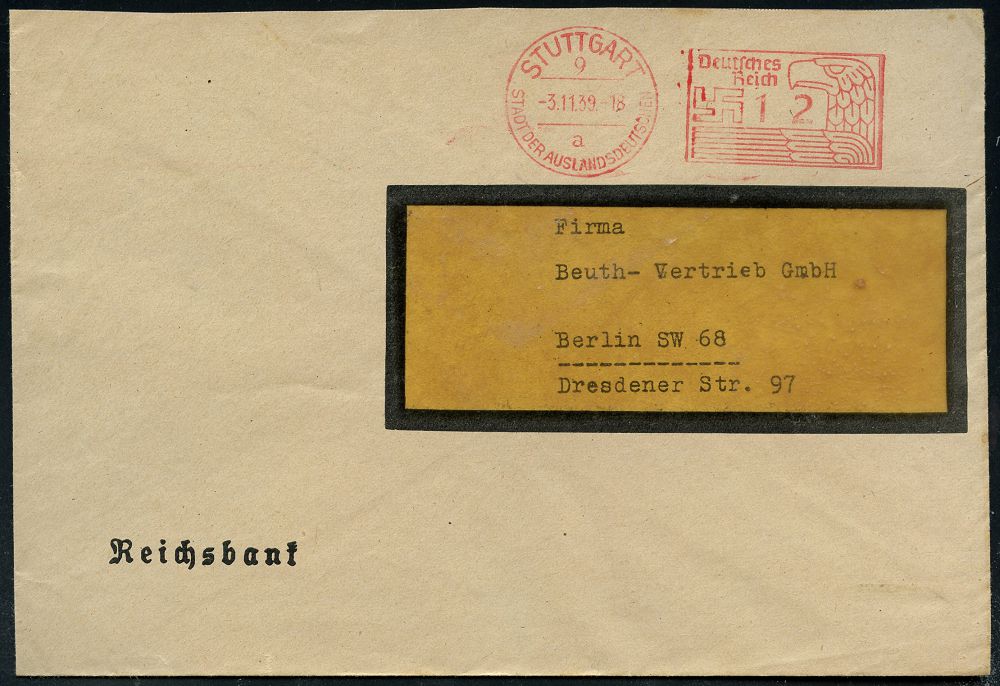 STUTTGART
9
-3.11.39.-18
a
STADT DER AUSLANDSDEUTSCHEN
Deutsches
Reich
12
Firma
Beuth- Vertrieb GmbH
Berlin SW 68
-------------
Dresdener Str. 97
Reichsbank